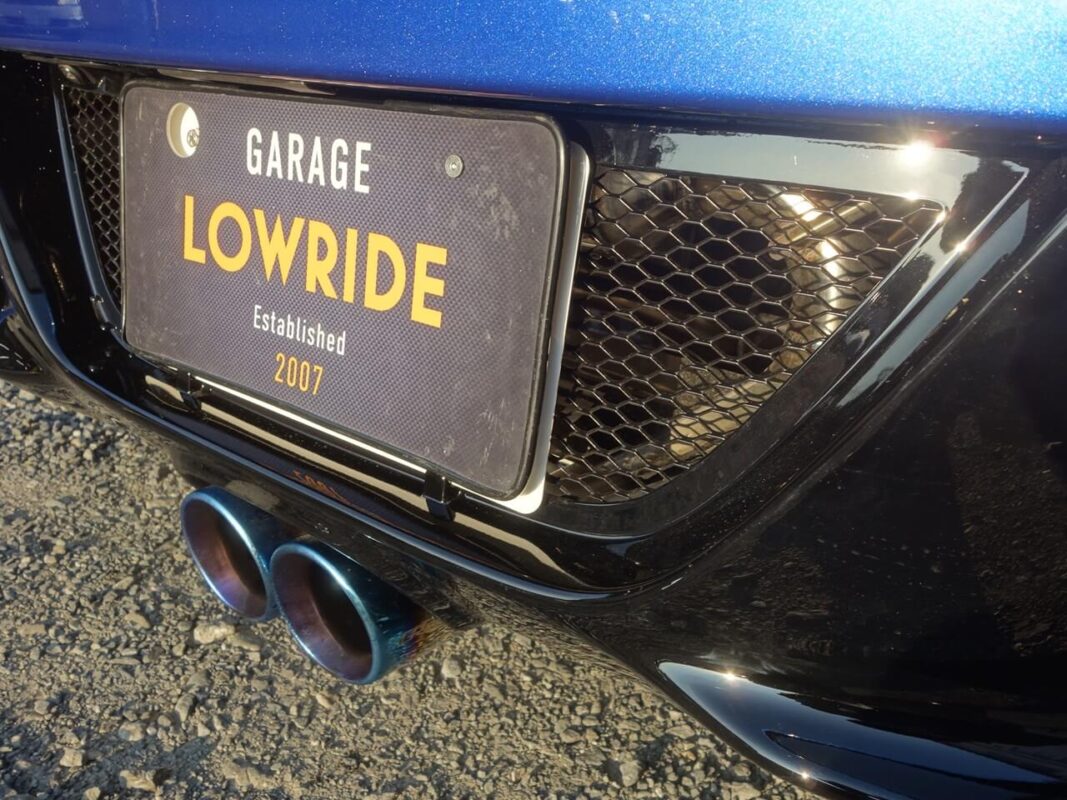 GARAGE
LOWRIDE
Established
2007